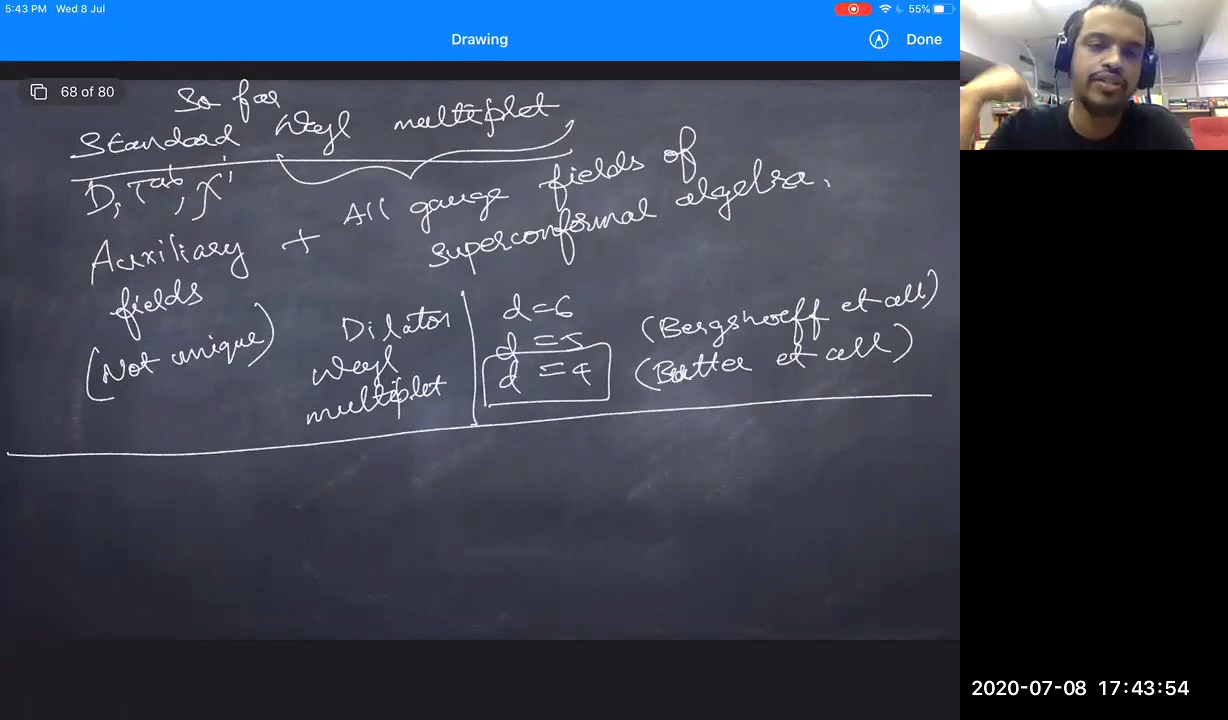 5:43 PM Wed 8 Jul
55%
Drawing
Done
68 of 80
So far
Standard Weyl multiplet
D, Tab, χi
Auxiliary fields
(Not unique)
+ All gauge fields of
superconformal algebra.
Dilaton
Weyl
multiplet
d=6
d=5
d=4
(Bergshoeff et all)
(Butter et all)
2020-07-08 17:43:54